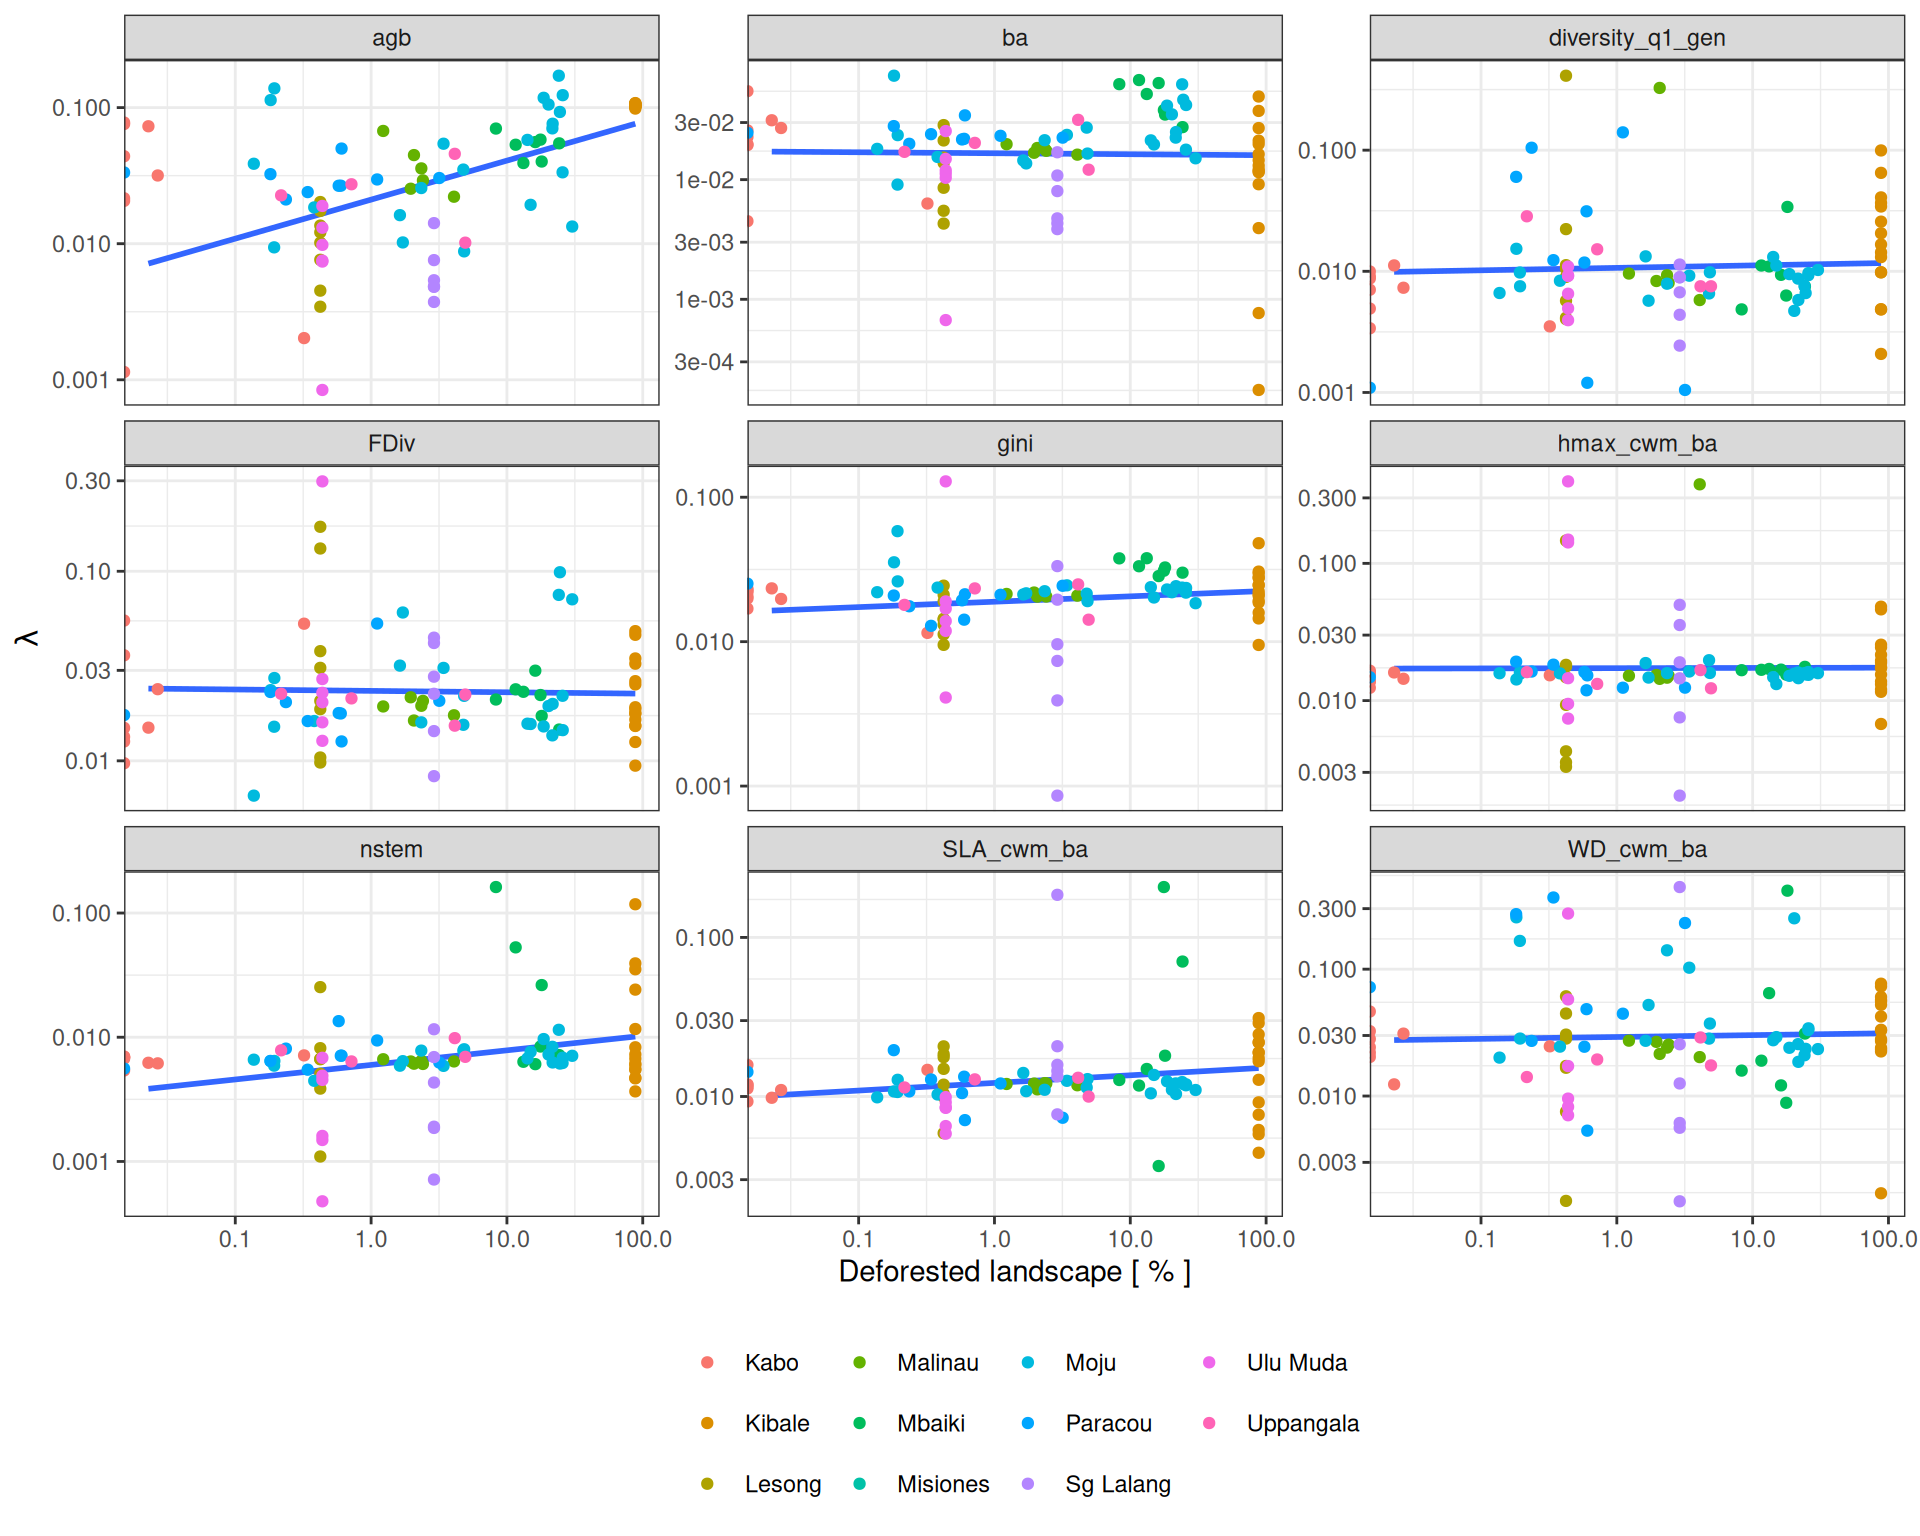 agb ba diversity_q1_gen
0.100 3e-02 0.100
0.010 1e-02 0.010
0.001 3e-03 0.001
1e-03
3e-04
FDiv gini hmax_cwm_ba
0.30 0.100 0.300
0.10 0.010 0.100
0.03 0.001 0.030
0.01 0.010
0.003
λ
nstem SLA_cwm_ba WD_cwm_ba
0.100 0.100 0.300
0.010 0.030 0.100
0.001 0.010 0.030
0.003 0.010
0.003
0.1 1.0 10.0 100.0 0.1 1.0 10.0 100.0 0.1 1.0 10.0 100.0
Deforested landscape [ % ]
Kabo Malinau Moju Ulu Muda
Kibale Mbaiki Paracou Uppangala
Lesong Misiones Sg Lalang